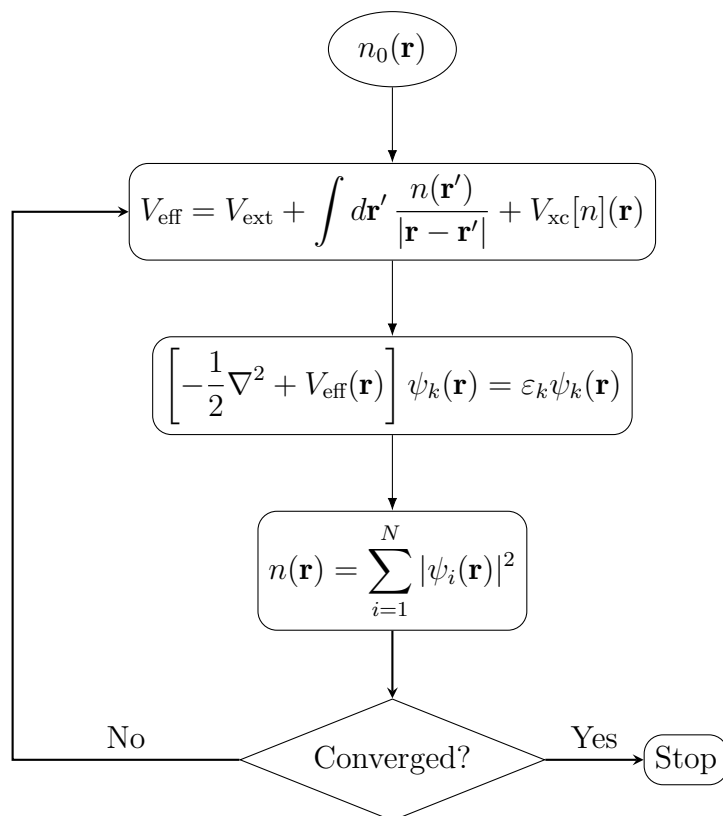 $n_0(\mathbf{r})$
$V_{\text{eff}} = V_{\text{ext}} + \int d\mathbf{r}' \, \frac{n(\mathbf{r}')}{|\mathbf{r} - \mathbf{r}'|} + V_{\text{xc}}[n](\mathbf{r})$
$\left[ -\frac{1}{2} \nabla^2 + V_{\text{eff}}(\mathbf{r}) \right] \psi_k(\mathbf{r}) = \varepsilon_k \psi_k(\mathbf{r})$
$n(\mathbf{r}) = \sum_{i=1}^{N} |\psi_i(\mathbf{r})|^2$
No
Converged?
Yes
Stop